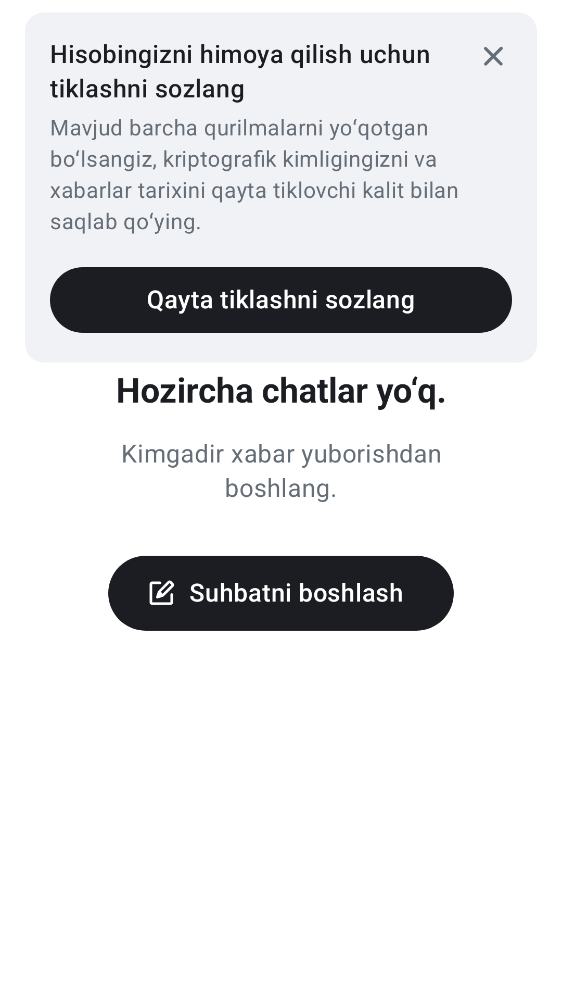 Hisobingizni himoya qilish uchun
tiklashni sozlang
Mavjud barcha qurilmalarni yo‘qotgan
bo‘lsangiz, kriptografik kimligingizni va
xabarlar tarixini qayta tiklovchi kalit bilan
saqlab qo‘ying.
Qayta tiklashni sozlang
Hozircha chatlar yo‘q.
Kimgadir xabar yuborishdan
boshlang.
Suhbatni boshlash